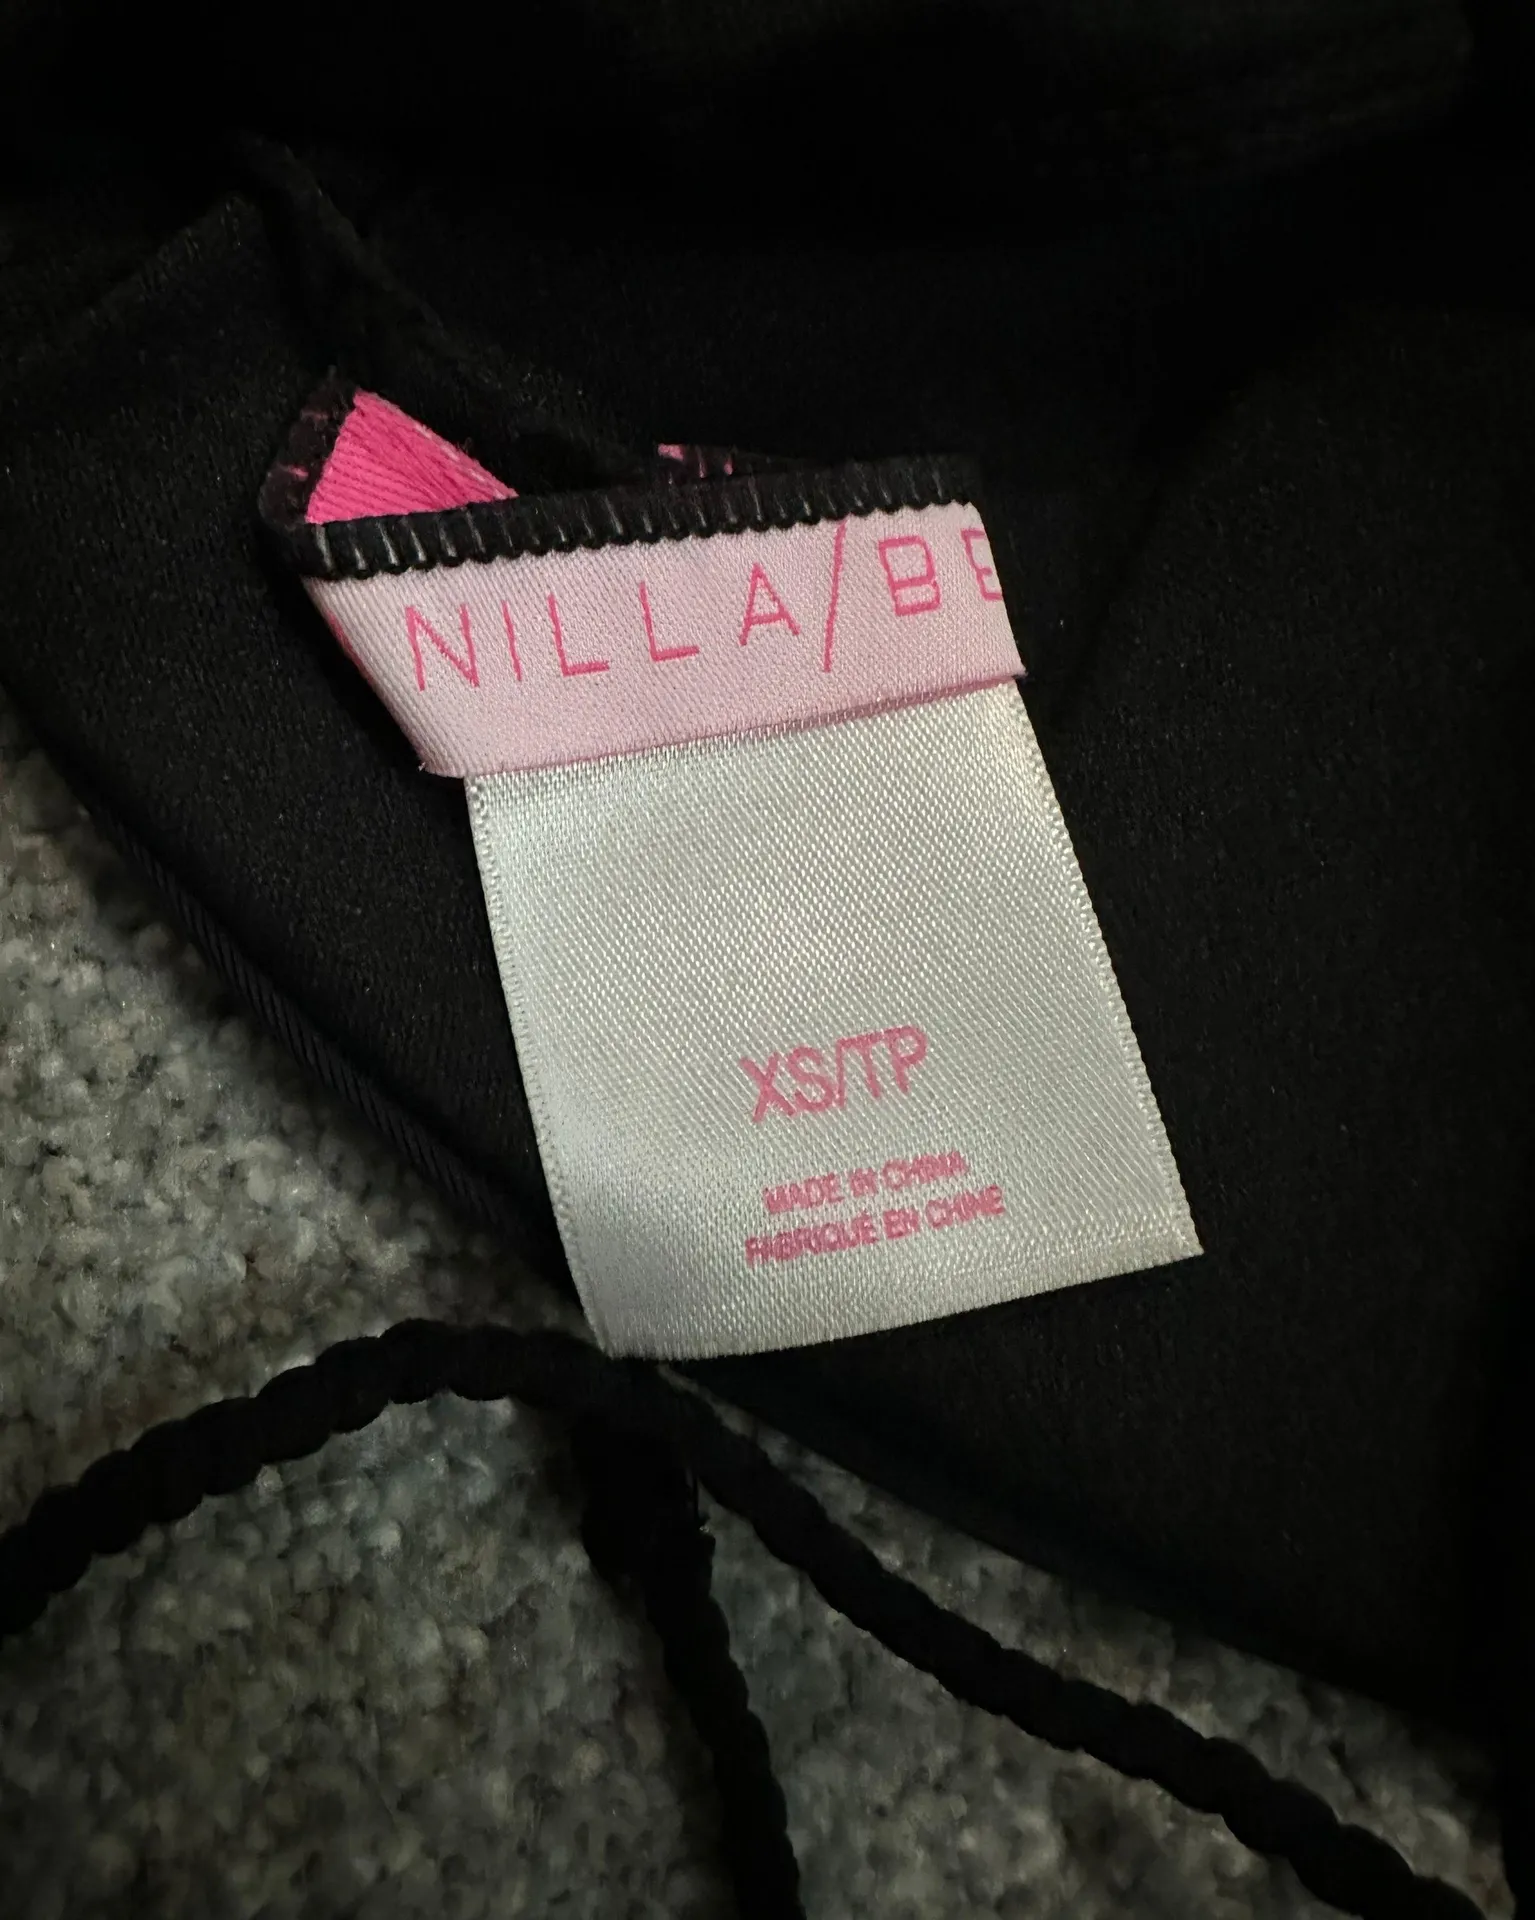 NILLA/BE
XS/TP
MADE IN CHINA
FABRIQUÉ EN CHINE